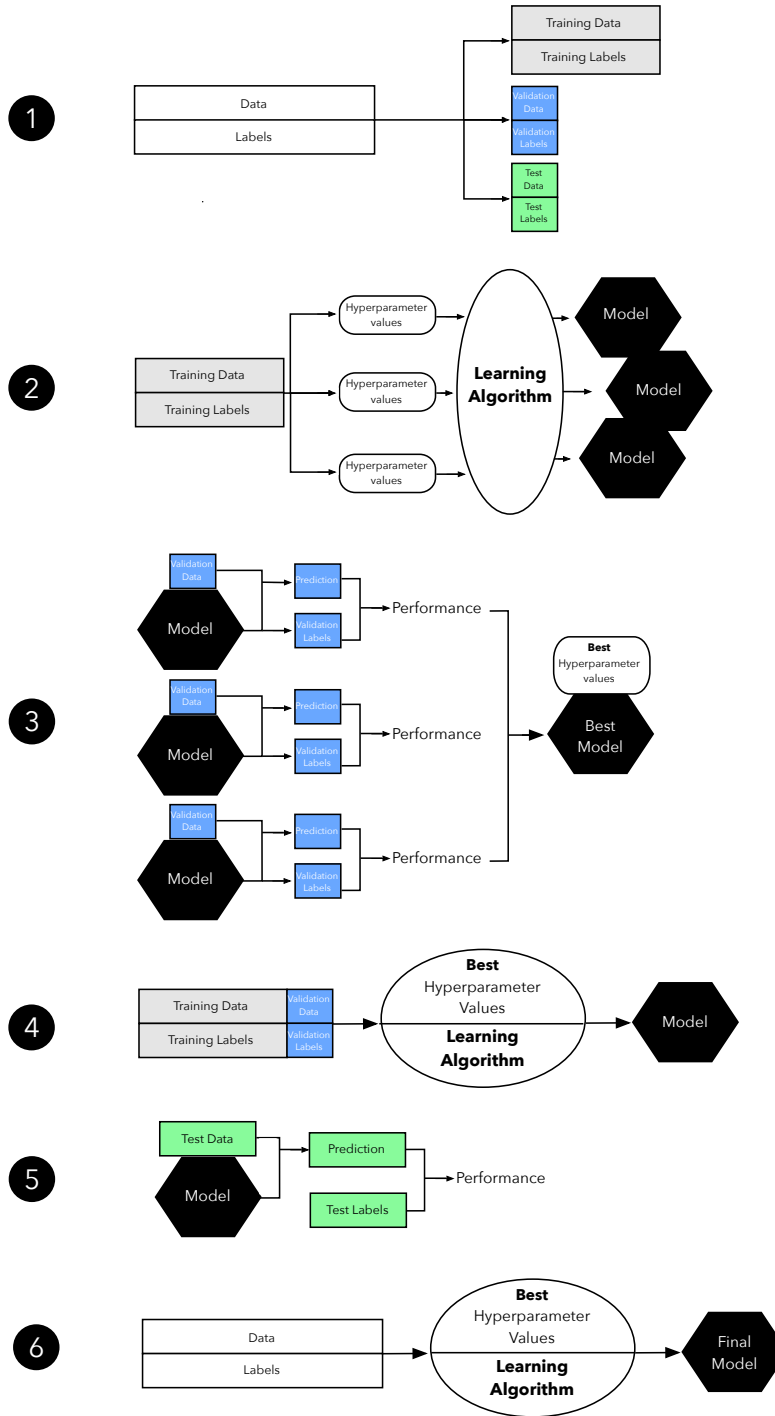 1
Data
Labels
Training Data
Training Labels
Validation
Data
Validation
Labels
Test
Data
Test
Labels
2
Training Data
Training Labels
Hyperparameter
values
Hyperparameter
values
Hyperparameter
values
Learning
Algorithm
Model
Model
Model
3
Validation
Data
Model
Prediction
Validation
Labels
Performance
Validation
Data
Model
Prediction
Validation
Labels
Performance
Validation
Data
Model
Prediction
Validation
Labels
Performance
Best
Hyperparameter
values
Best
Model
4
Training Data
Training Labels
Validation
Data
Validation
Labels
Best
Hyperparameter
Values
Learning
Algorithm
Model
5
Test Data
Model
Prediction
Test Labels
Performance
6
Data
Labels
Best
Hyperparameter
Values
Learning
Algorithm
Final
Model